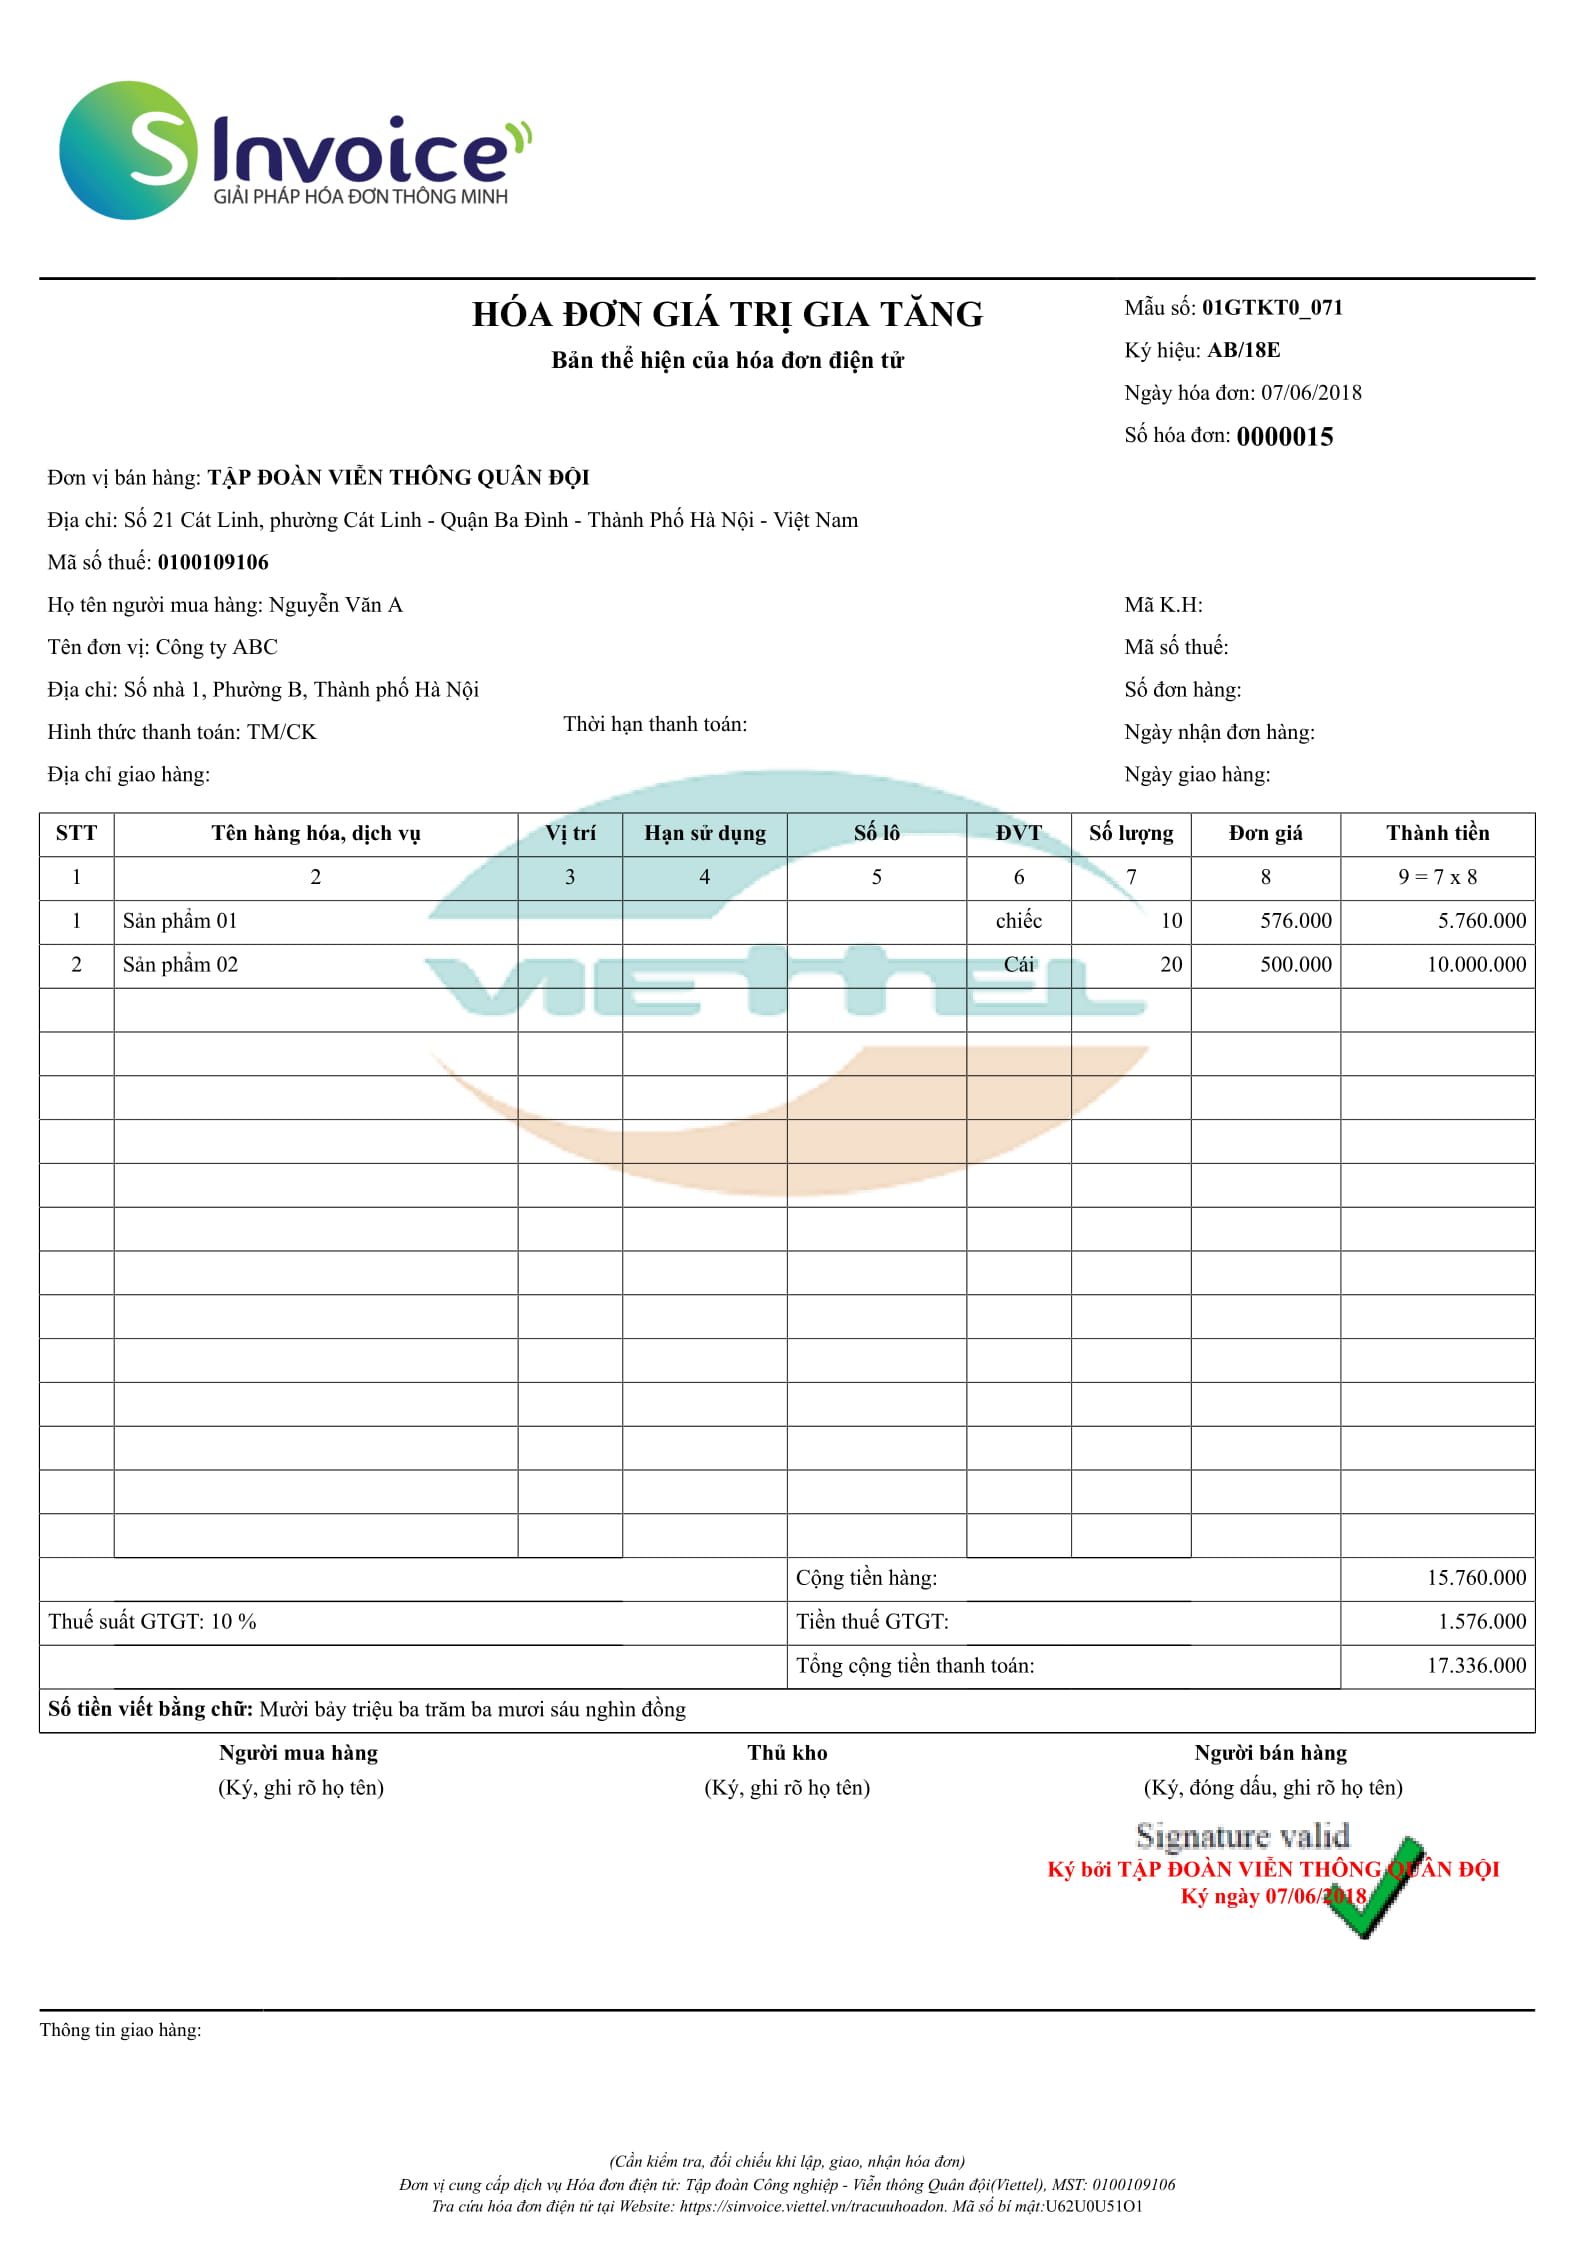 S Invoice
GIẢI PHÁP HÓA ĐƠN THÔNG MINH
HÓA ĐƠN GIÁ TRỊ GIA TĂNG
Bản thể hiện của hóa đơn điện tử
Mẫu số: 01GTKT0_071
Ký hiệu: AB/18E
Ngày hóa đơn: 07/06/2018
Số hóa đơn: 0000015
Đơn vị bán hàng: TẬP ĐOÀN VIỄN THÔNG QUÂN ĐỘI
Địa chỉ: Số 21 Cát Linh, phường Cát Linh - Quận Ba Đình - Thành Phố Hà Nội - Việt Nam
Mã số thuế: 0100109106
Họ tên người mua hàng: Nguyễn Văn A Mã K.H:
Tên đơn vị: Công ty ABC Mã số thuế:
Địa chỉ: Số nhà 1, Phường B, Thành phố Hà Nội Số đơn hàng:
Hình thức thanh toán: TM/CK Thời hạn thanh toán: Ngày nhận đơn hàng:
Địa chỉ giao hàng: Ngày giao hàng:
STT Tên hàng hóa, dịch vụ Vị trí Hạn sử dụng Số lô ĐVT Số lượng Đơn giá Thành tiền
1 2 3 4 5 6 7 8 9 = 7 x 8
1 Sản phẩm 01 chiếc 10 576.000 5.760.000
2 Sản phẩm 02 Cái 20 500.000 10.000.000
VIETTEL
Cộng tiền hàng: 15.760.000
Thuế suất GTGT: 10 % Tiền thuế GTGT: 1.576.000
Tổng cộng tiền thanh toán: 17.336.000
Số tiền viết bằng chữ: Mười bảy triệu ba trăm ba mươi sáu nghìn đồng
Người mua hàng Thủ kho Người bán hàng
(Ký, ghi rõ họ tên) (Ký, ghi rõ họ tên) (Ký, đóng dấu, ghi rõ họ tên)
Signature valid
Ký bởi TẬP ĐOÀN VIỄN THÔNG QUÂN ĐỘI
Ký ngày 07/06/2018
Thông tin giao hàng:
(Cần kiểm tra, đối chiếu khi lập, giao, nhận hóa đơn)
Đơn vị cung cấp dịch vụ Hóa đơn điện tử: Tập đoàn Công nghiệp - Viễn thông Quân đội(Viettel), MST: 0100109106
Tra cứu hóa đơn điện tử tại Website: https://sinvoice.viettel.vn/tracuuhoadon. Mã số bí mật:U62U0U51O1